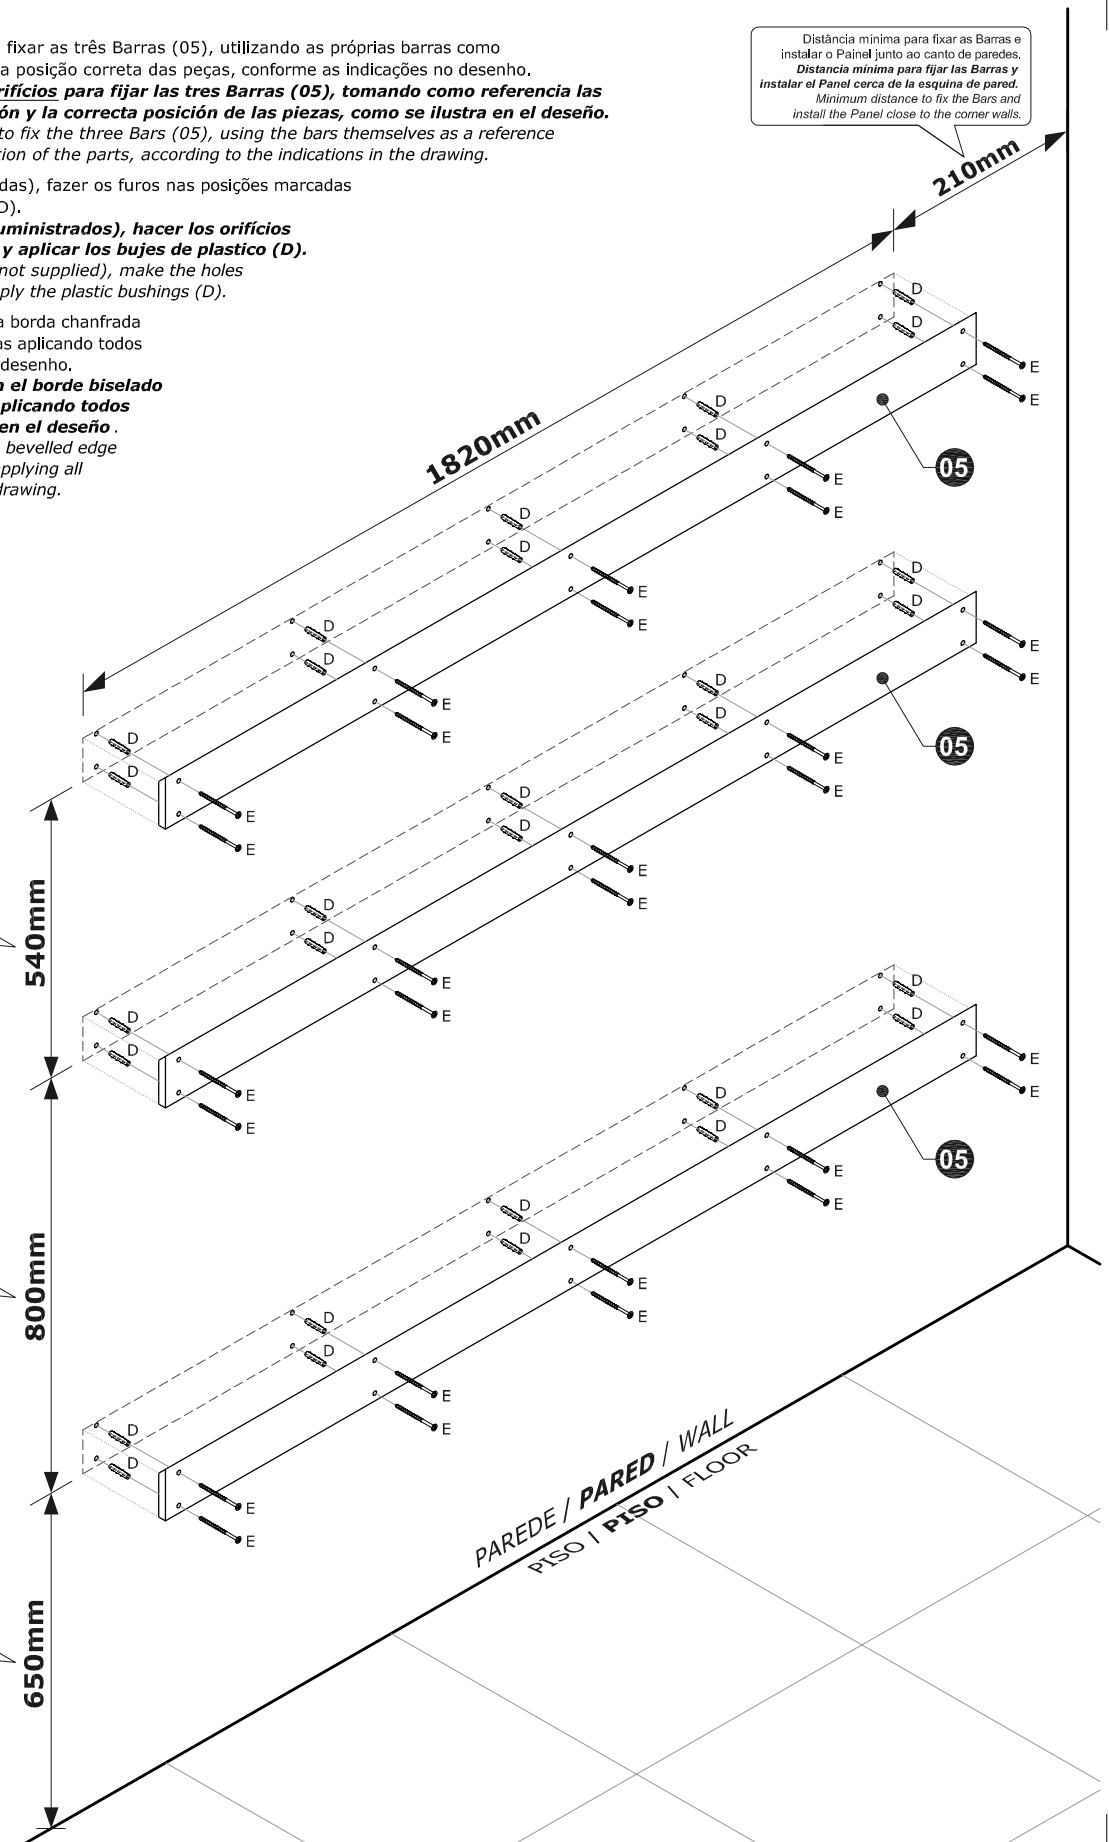 fixar as três Barras (05), utilizando as próprias barras como
a posição correta das peças, conforme as indicações no desenho.
rifícios para fijar las tres Barras (05), tomando como referencia las
ón y la correcta posición de las piezas, como se ilustra en el deseño.
to fix the three Bars (05), using the bars themselves as a reference
tion of the parts, according to the indications in the drawing.
das), fazer os furos nas posições marcadas
D).
uministrados), hacer los orifícios
y aplicar los bujes de plastico (D).
not supplied), make the holes
ply the plastic bushings (D).
a borda chanfrada
as aplicando todos
desenho.
n el borde biselado
plicando todos
en el deseño .
bevelled edge
applying all
drawing.
Distância mínima para fixar as Barras e
instalar o Painel junto ao canto de paredes.
Distancia mínima para fijar las Barras y
instalar el Panel cerca de la esquina de pared.
Minimum distance to fix the Bars and
install the Panel close to the corner walls.
210mm
1820mm
D
D
E
E
D
D
E
E
05
D
D
E
E
D
D
E
E
D
D
E
E
D
D
E
E
D
D
E
E
05
D
D
E
E
D
D
E
E
D
D
E
E
540mm
D
D
E
E
D
D
E
E
05
D
D
E
E
D
D
E
E
D
D
E
E
800mm
650mm
PAREDE / PARED / WALL
PISO | PISO | FLOOR